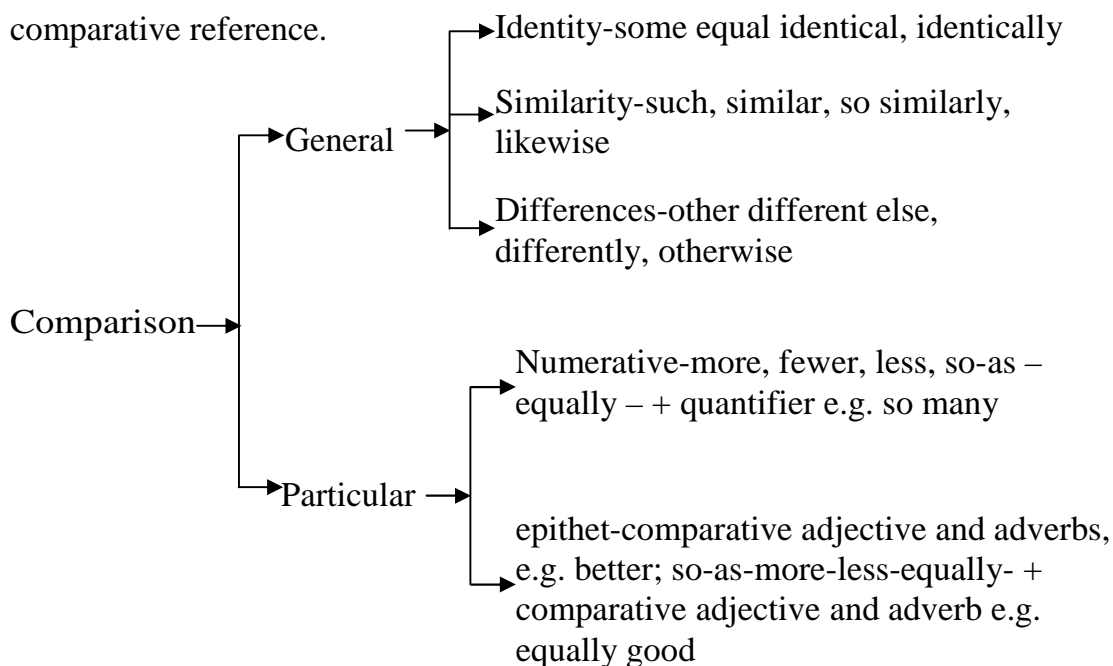 comparative reference.
Identity-some equal identical, identically
Similarity-such, similar, so similarly,
likewise
General
Differences-other different else,
differently, otherwise
Comparison
Numerative-more, fewer, less, so-as –
equally – + quantifier e.g. so many
Particular
epithet-comparative adjective and adverbs,
e.g. better; so-as-more-less-equally- +
comparative adjective and adverb e.g.
equally good